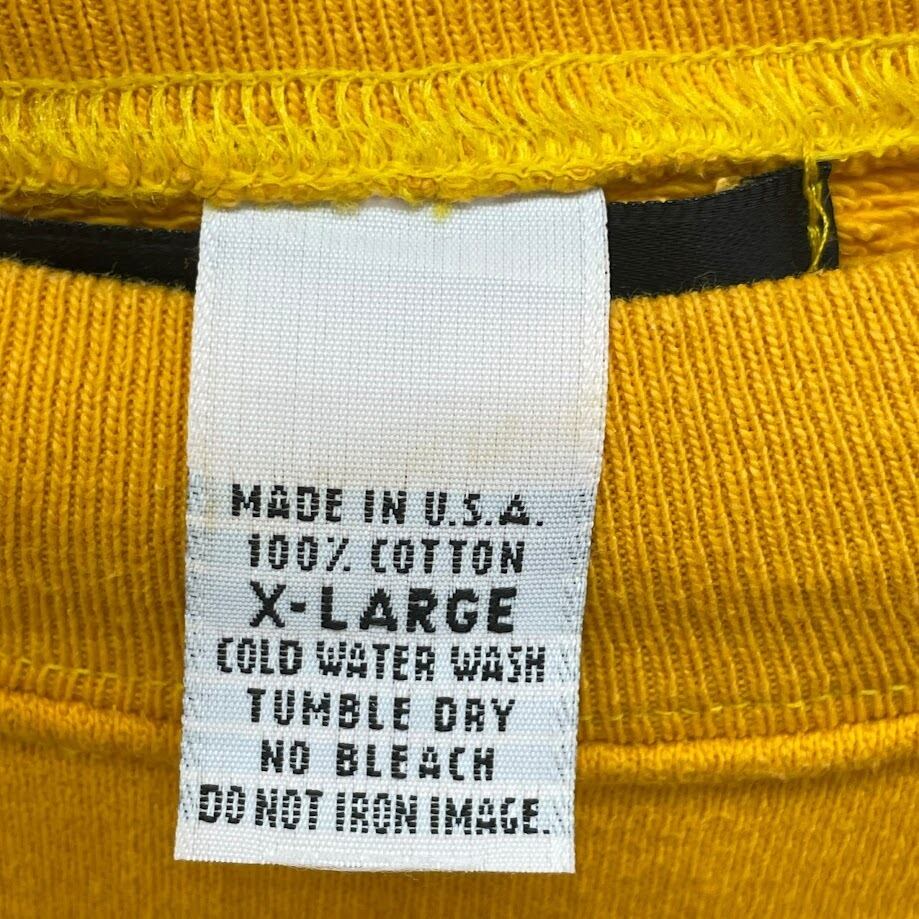 MADE IN U.S.A.
100% COTTON
X-LARGE
COLD WATER WASH
TUMBLE DRY
NO BLEACH
DO NOT IRON IMAGE.